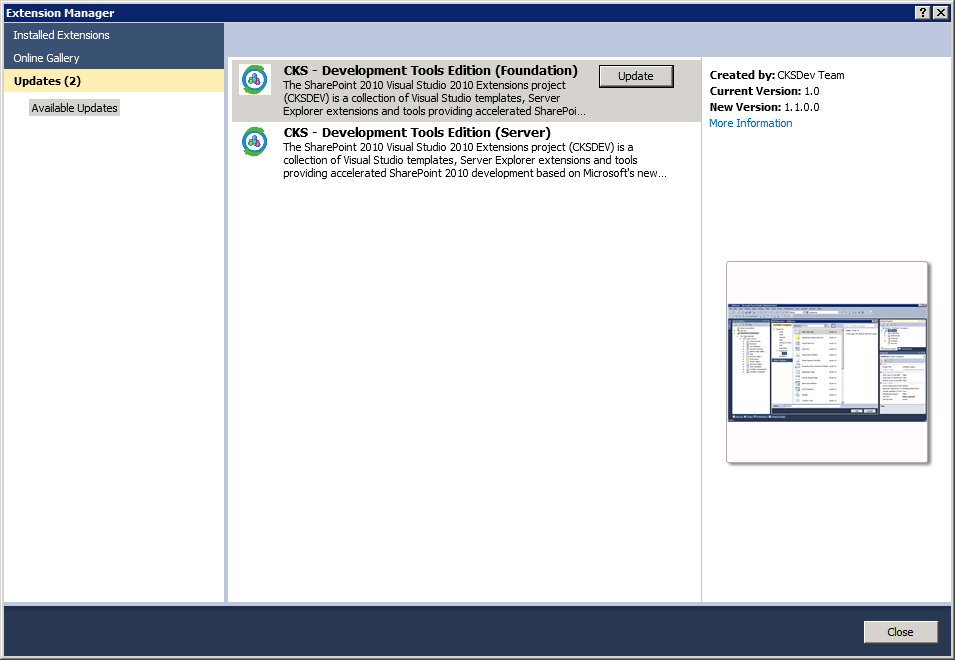 Extension Manager
Installed Extensions
Online Gallery
Updates (2)
Available Updates
CKS - Development Tools Edition (Foundation)
Update
The SharePoint 2010 Visual Studio 2010 Extensions project
(CKSDEV) is a collection of Visual Studio templates, Server
Explorer extensions and tools providing accelerated SharePoi...
CKS - Development Tools Edition (Server)
The SharePoint 2010 Visual Studio 2010 Extensions project (CKSDEV) is a
collection of Visual Studio templates, Server Explorer extensions and tools
providing accelerated SharePoint 2010 development based on Microsoft's new...
Created by: CKSDev Team
Current Version: 1.0
New Version: 1.1.0.0
More Information
Close